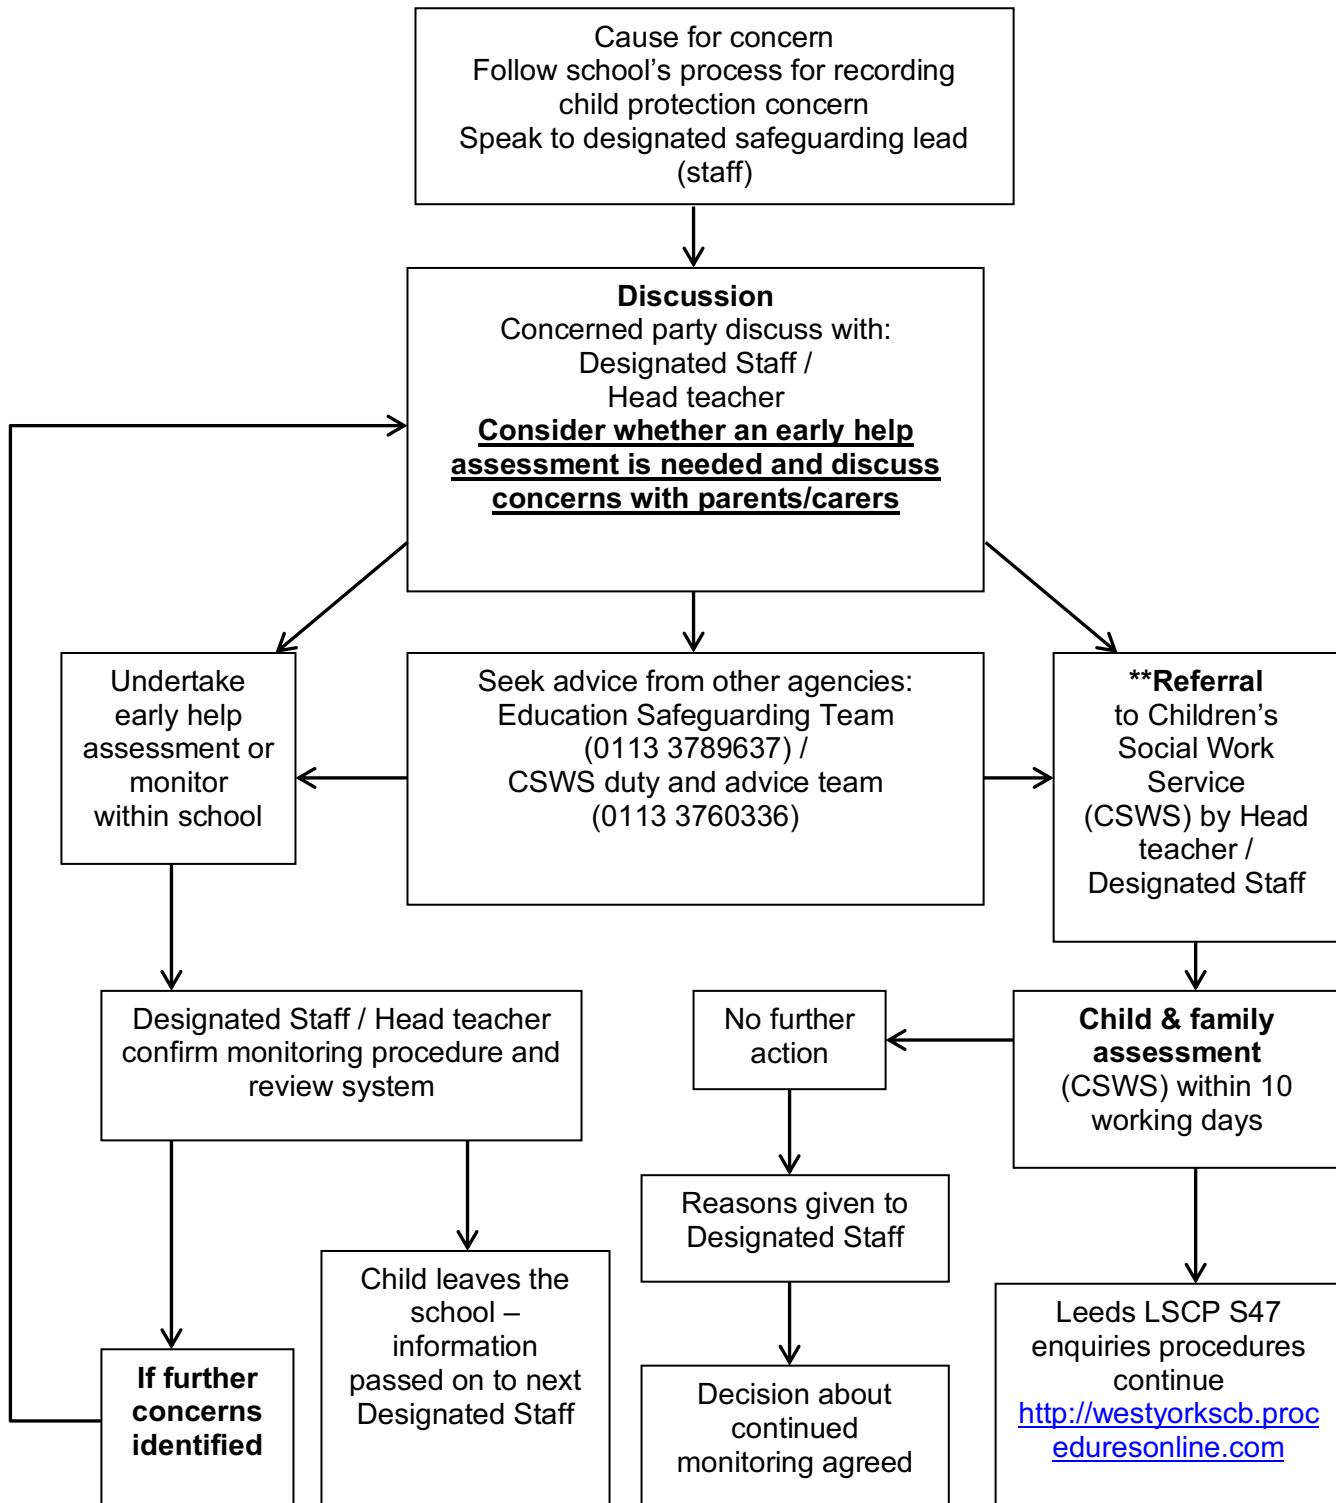 Cause for concern
Follow school’s process for recording
child protection concern
Speak to designated safeguarding lead
(staff)
Discussion
Concerned party discuss with:
Designated Staff /
Head teacher
Consider whether an early help
assessment is needed and discuss
concerns with parents/carers
Undertake
early help
assessment or
monitor
within school
Seek advice from other agencies:
Education Safeguarding Team
(0113 3789637) /
CSWS duty and advice team
(0113 3760336)
**Referral
to Children’s
Social Work
Service
(CSWS) by Head
teacher /
Designated Staff
Designated Staff / Head teacher
confirm monitoring procedure and
review system
No further
action
Child & family
assessment
(CSWS) within 10
working days
Reasons given to
Designated Staff
If further
concerns
identified
Child leaves the
school –
information
passed on to next
Designated Staff
Decision about
continued
monitoring agreed
Leeds LSCP S47
enquiries procedures
continue
http://westyorkscb.proc
eduresonline.com